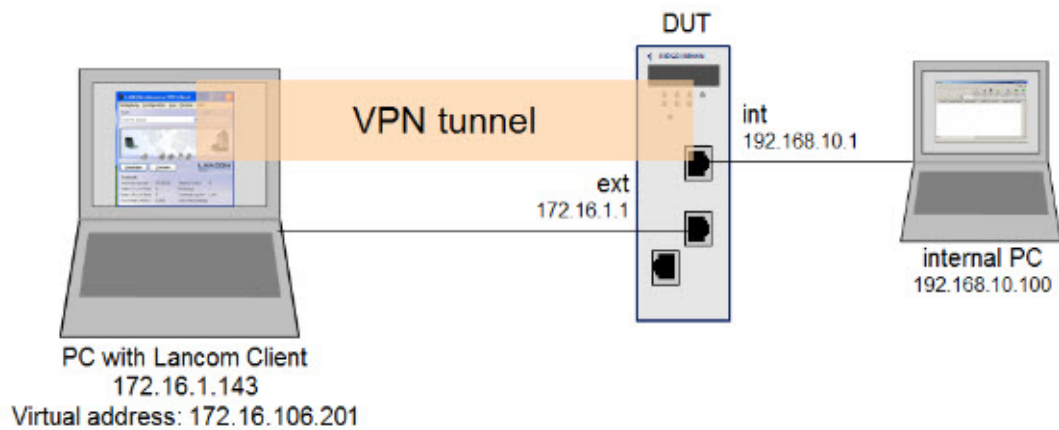 DUT
VPN tunnel
int
192.168.10.1
ext
172.16.1.1
LANCOM
internal PC
192.168.10.100
PC with Lancom Client
172.16.1.143
Virtual address: 172.16.106.201